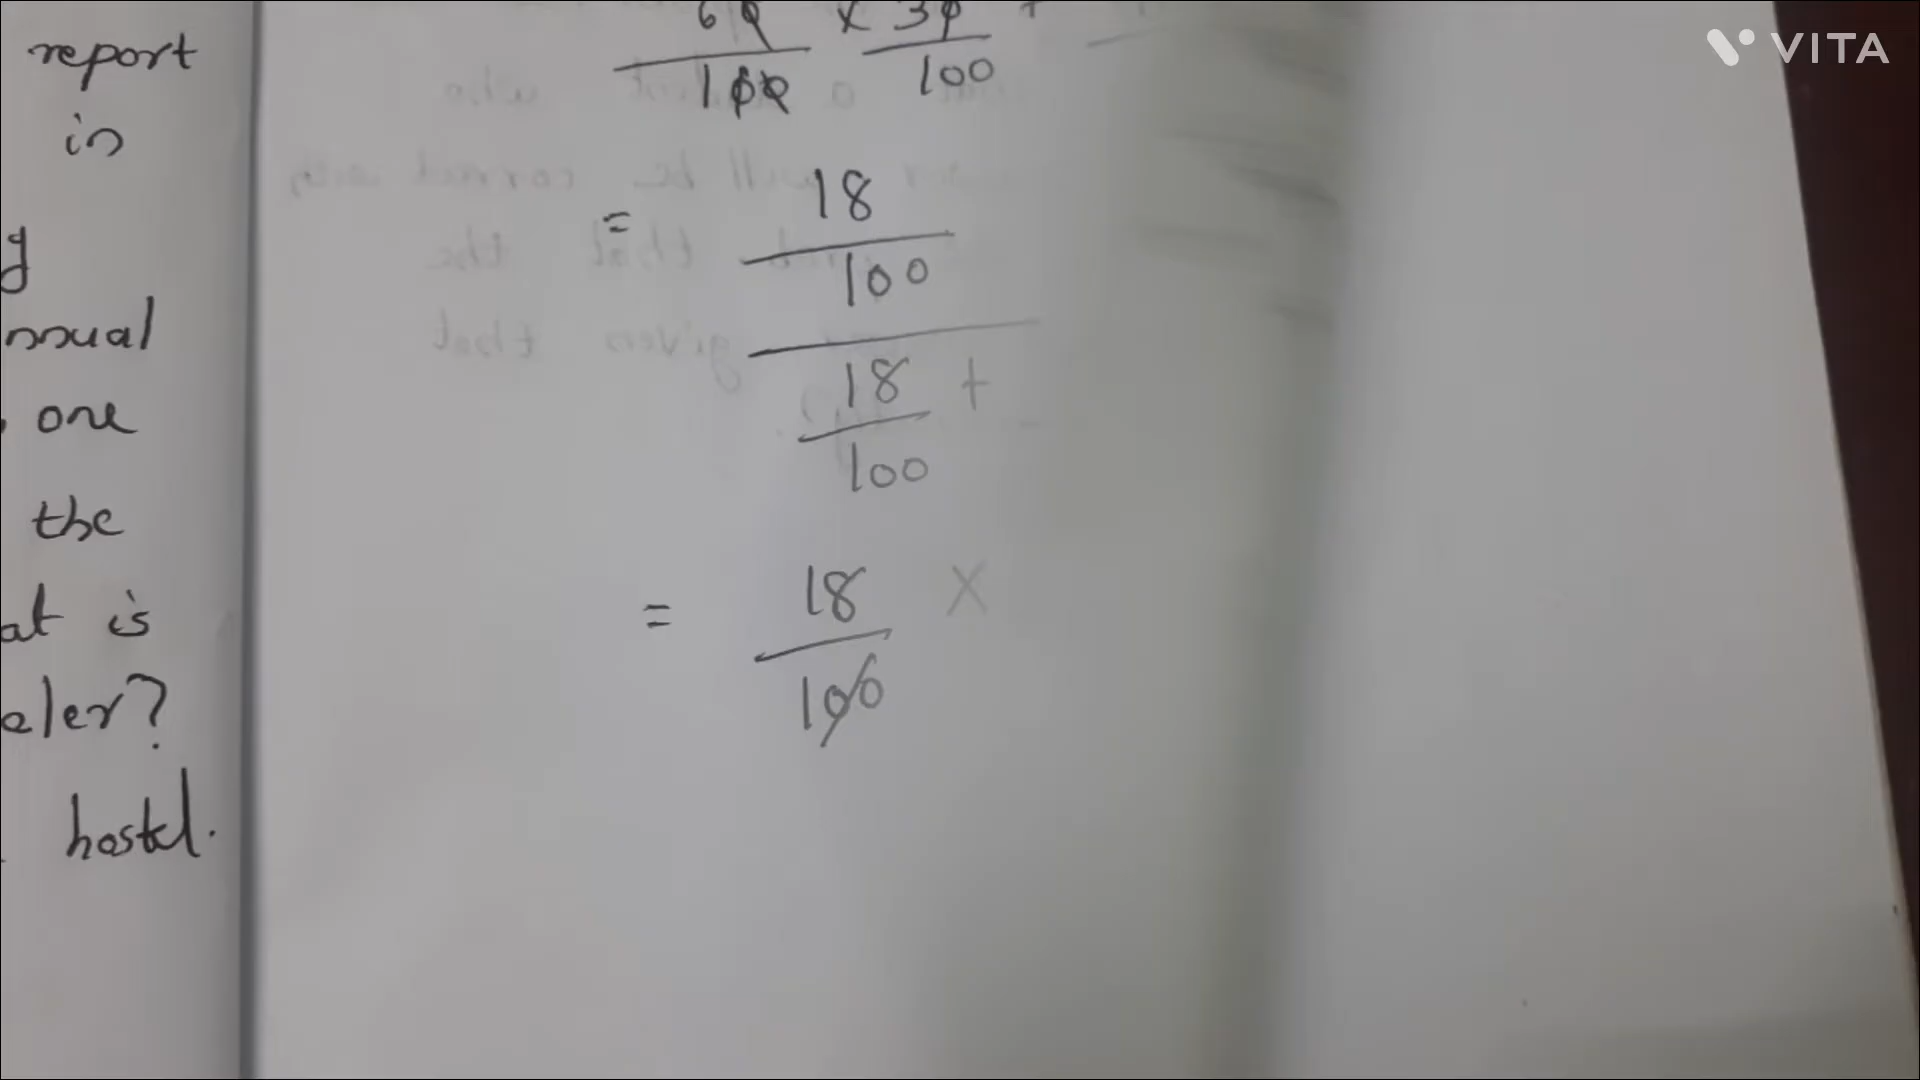 report
in
g
one
the
at is
eler?
hostel.
60 × 30 +
100 100
= 18
100
18 +
100
= 18 ×
100
VITA